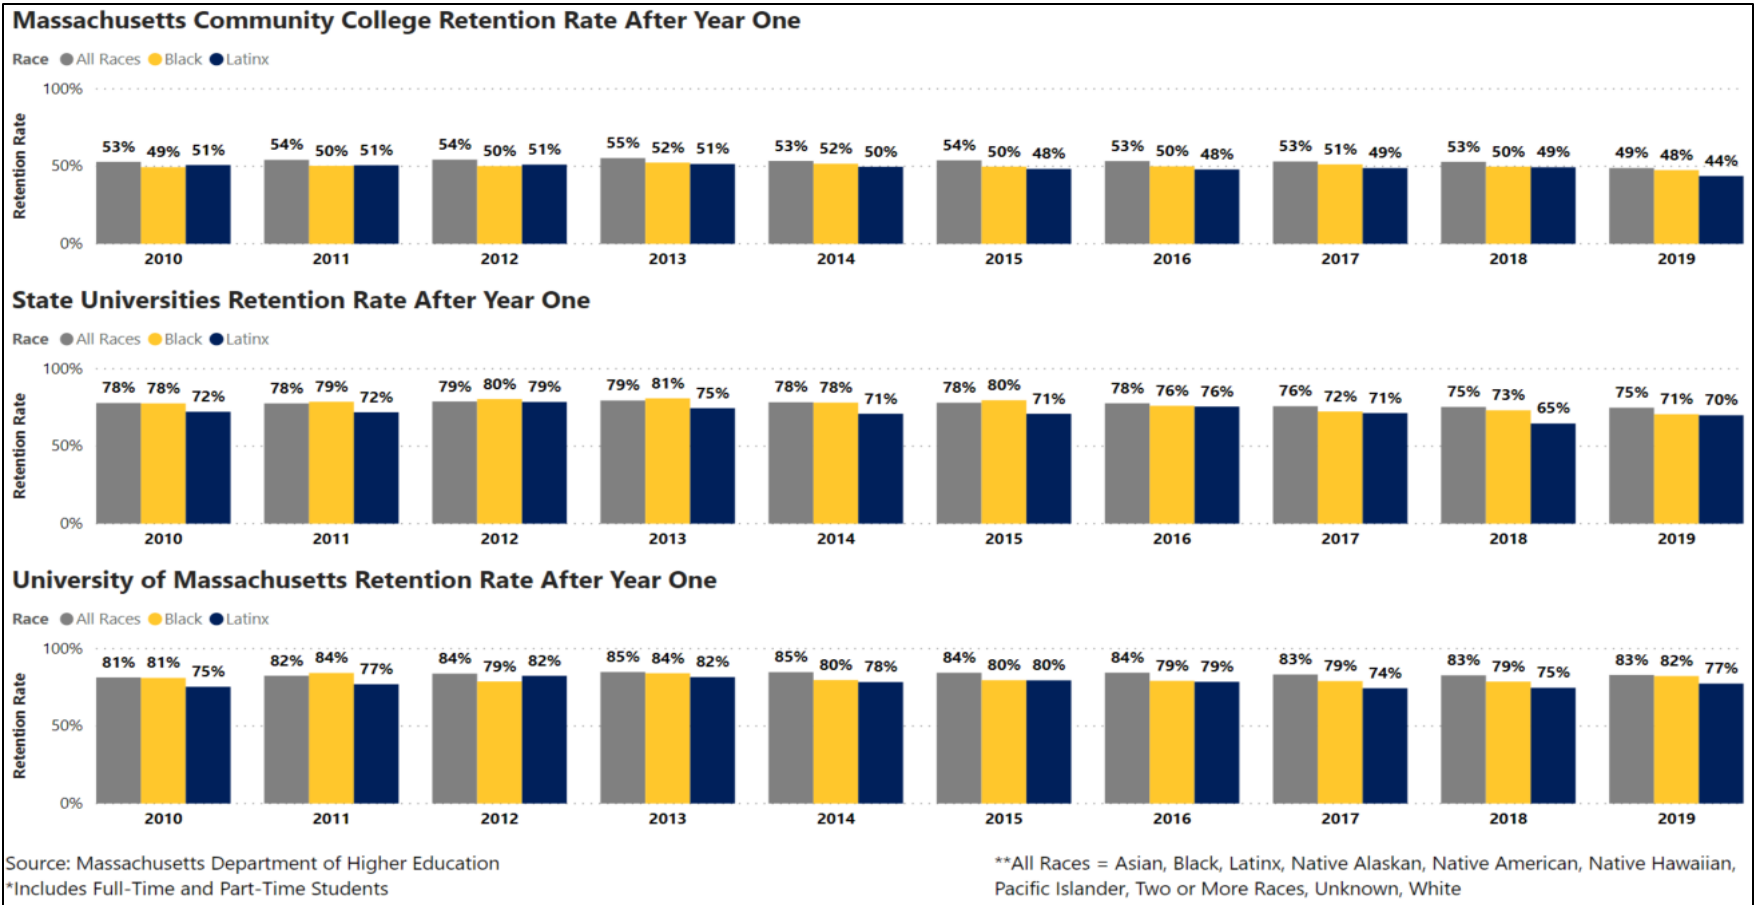 Massachusetts Community College Retention Rate After Year One
Race All Races Black Latinx
Retention Rate
100%
50%
0%
53% 49% 51%
54% 50% 51%
54% 50% 51%
55% 52% 51%
53% 52% 50%
54% 50% 48%
53% 50% 48%
53% 51% 49%
53% 50% 49%
49% 48% 44%
2010 2011 2012 2013 2014 2015 2016 2017 2018 2019
State Universities Retention Rate After Year One
Race All Races Black Latinx
Retention Rate
100%
50%
0%
78% 78% 72%
78% 79% 72%
79% 80% 79%
79% 81% 75%
78% 78% 71%
78% 80% 71%
78% 76% 76%
76% 72% 71%
75% 73% 65%
75% 71% 70%
2010 2011 2012 2013 2014 2015 2016 2017 2018 2019
University of Massachusetts Retention Rate After Year One
Race All Races Black Latinx
Retention Rate
100%
50%
0%
81% 81% 75%
82% 84% 77%
84% 79% 82%
85% 84% 82%
85% 80% 78%
84% 80% 80%
84% 79% 79%
83% 79% 74%
83% 79% 75%
83% 82% 77%
2010 2011 2012 2013 2014 2015 2016 2017 2018 2019
Source: Massachusetts Department of Higher Education
*Includes Full-Time and Part-Time Students
**All Races = Asian, Black, Latinx, Native Alaskan, Native American, Native Hawaiian,
Pacific Islander, Two or More Races, Unknown, White